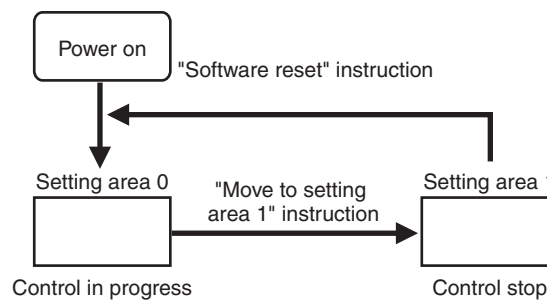 Power on
"Software reset" instruction
Setting area 0
"Move to setting
area 1" instruction
Setting area 1
Control in progress
Control stop